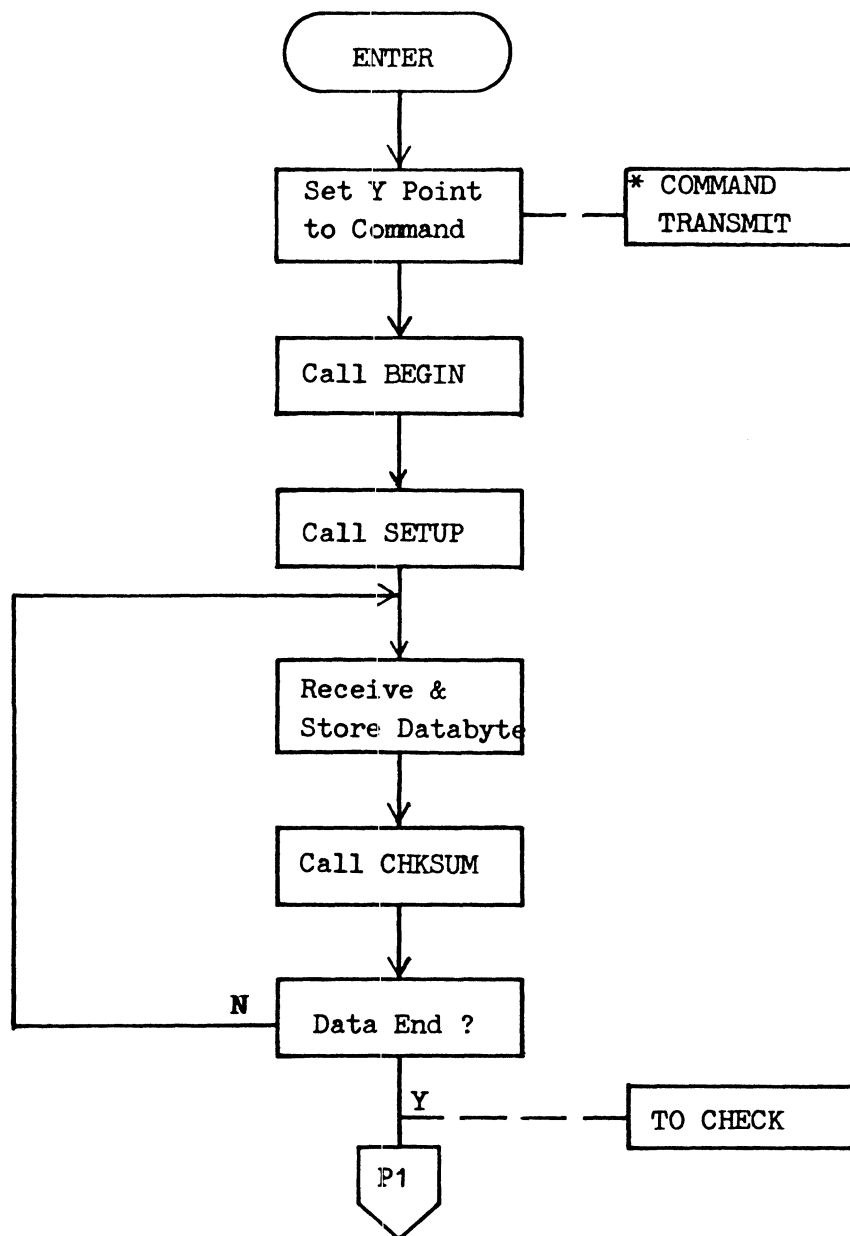 ENTER
Set Y Point
to Command
* COMMAND
TRANSMIT
Call BEGIN
Call SETUP
Receive &
Store Databyte
Call CHKSUM
N
Data End ?
Y
TO CHECK
P1